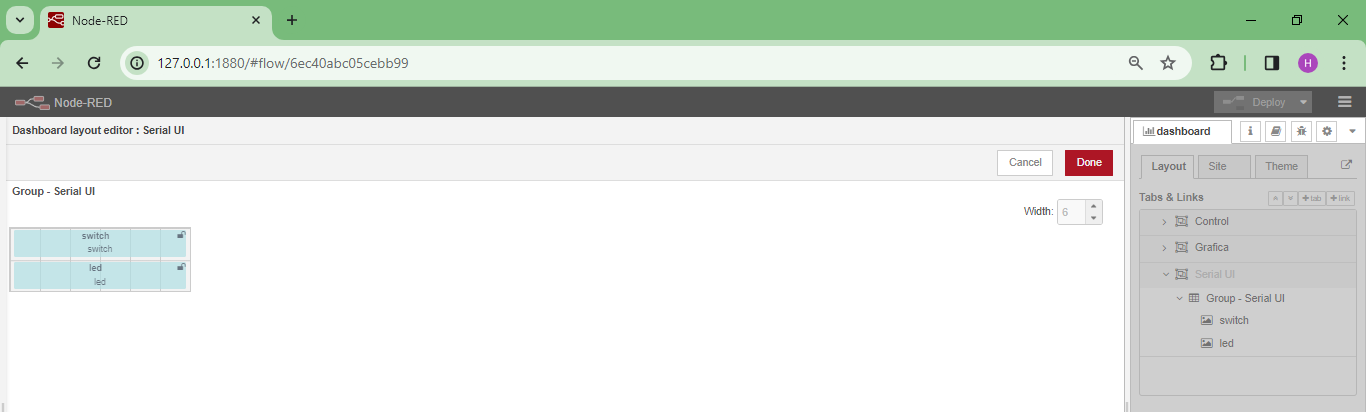 Node-RED
127.0.0.1:1880/#flow/6ec40abc05cebb99
H
Node-RED
Deploy
Dashboard layout editor : Serial UI
dashboard
i
Cancel
Done
Layout
Site
Theme
Group - Serial UI
Width: 6
Tabs & Links
+tab
+link
switch
switch
led
led
Control
Grafica
Serial UI
Group - Serial UI
switch
led